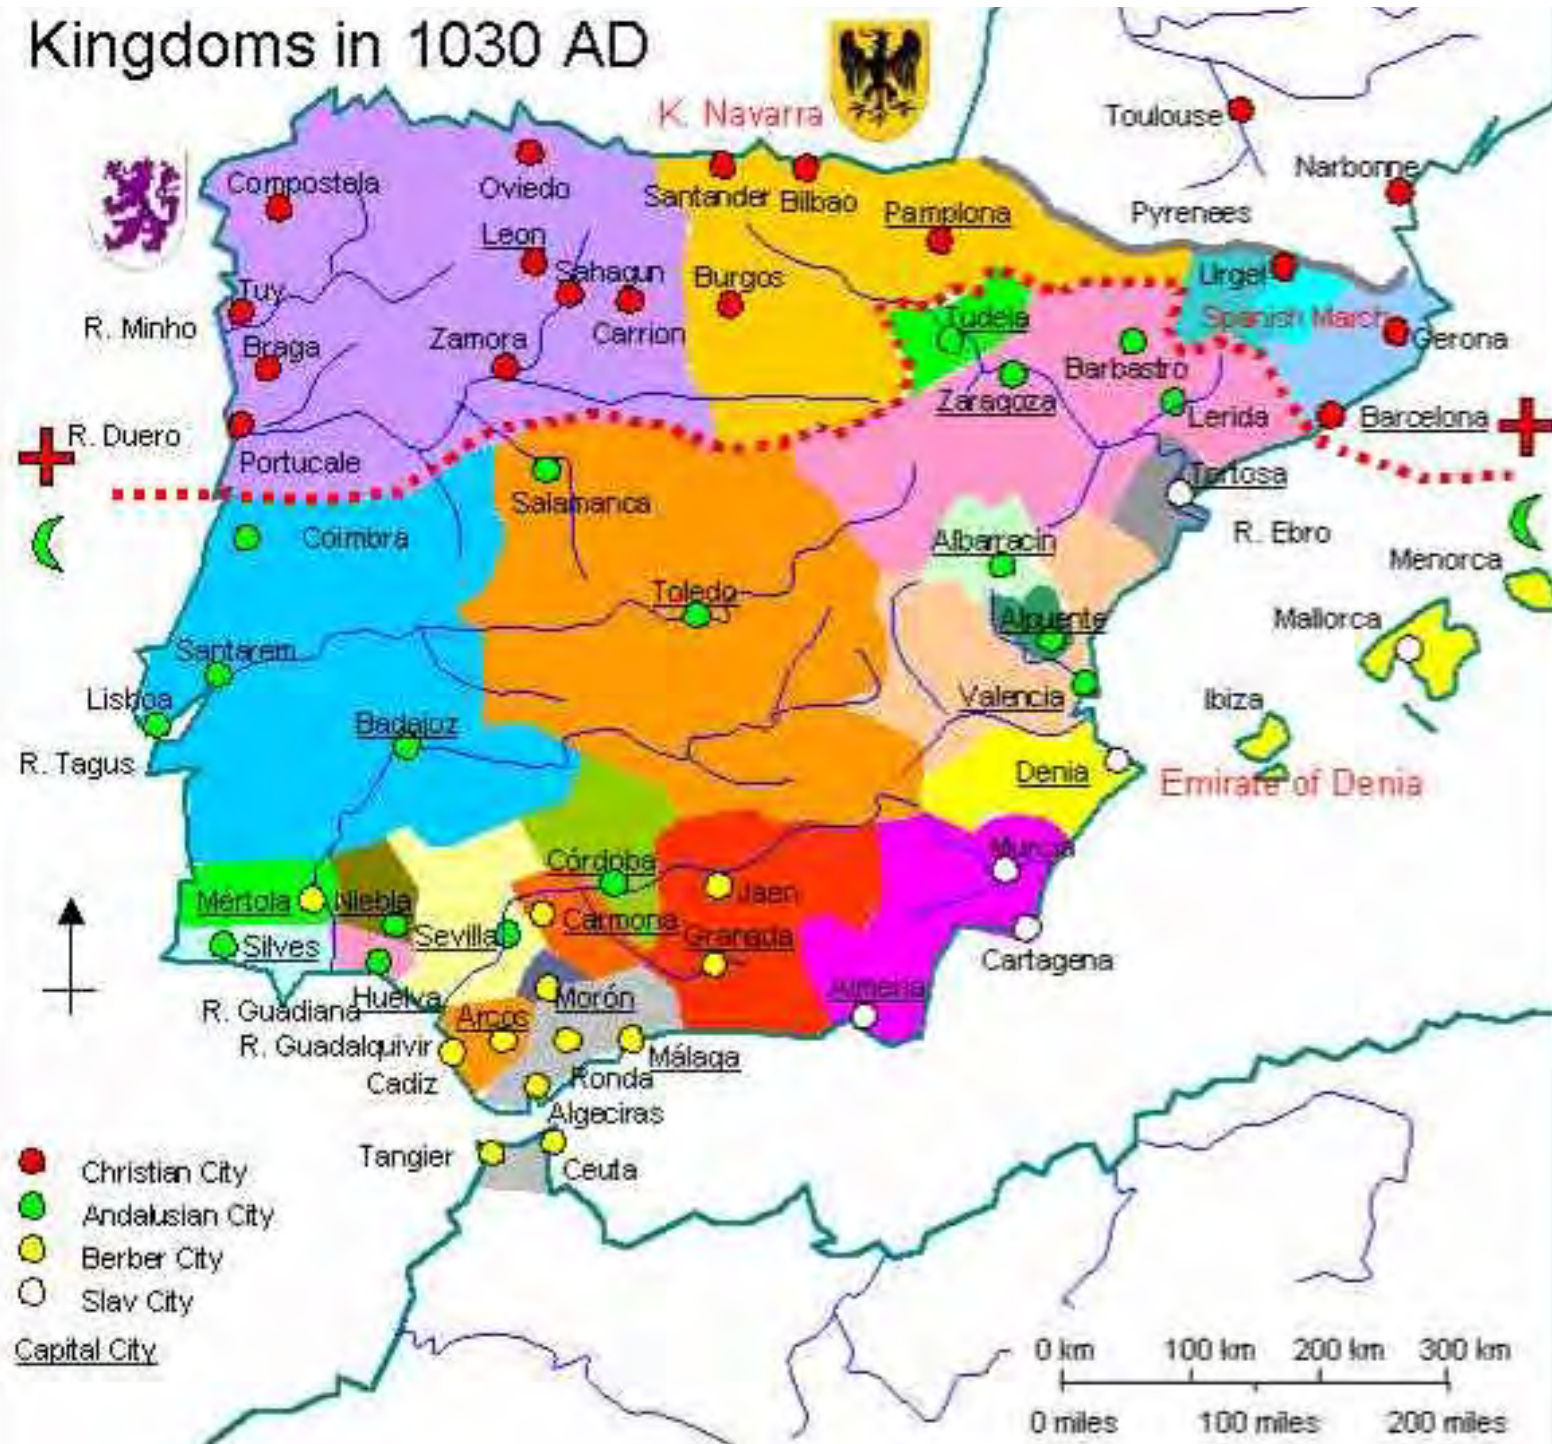 Kingdoms in 1030 AD
K. Navarra
Toulouse
Narbonne
Compostela
Oviedo
Santander
Bilbao
Pamplona
Pyrenees
Leon
Sahagun
Burgos
Urgel
Tuy
Spanish March
R. Minho
Carrion
Zamora
Tudela
Gerona
Braga
Barbastro
Zaragoza
Lerida
Barcelona
R. Duero
Portucale
Tortosa
Salamanca
R. Ebro
Coimbra
Albarracin
Menorca
Toledo
Alpuente
Mallorca
Santarem
Lisboa
Valencia
Ibiza
Badajoz
R. Tagus
Denia
Emirate of Denia
Murcia
Córdoba
Jaen
Mértola
Niebla
Carmona
Sevilla
Granada
Silves
Cartagena
Almeria
Huelva
Morón
R. Guadiana
Arcos
R. Guadalquivir
Málaga
Cadiz
Ronda
Algeciras
Tangier
Ceuta
Christian City
Andalusian City
Berber City
Slav City
Capital City
0 km 100 km 200 km 300 km
0 miles 100 miles 200 miles